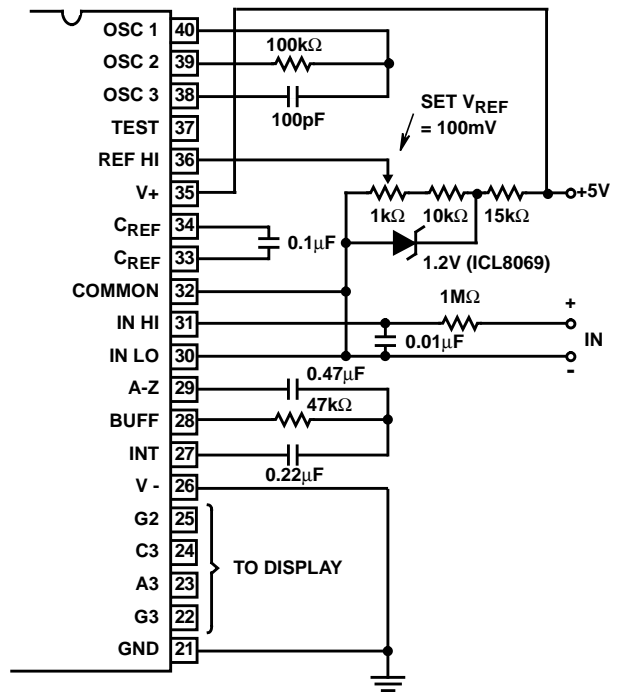 OSC 1 40
OSC 2 39
OSC 3 38
TEST 37
REF HI 36
V+ 35
CREF 34
CREF 33
COMMON 32
IN HI 31
IN LO 30
A-Z 29
BUFF 28
INT 27
V - 26
G2 25
C3 24
A3 23
G3 22
GND 21
100kΩ
100pF
SET VREF
= 100mV
+5V
1kΩ 10kΩ 15kΩ
0.1μF
1.2V (ICL8069)
1MΩ
+
IN
-
0.01μF
0.47μF
47kΩ
0.22μF
TO DISPLAY